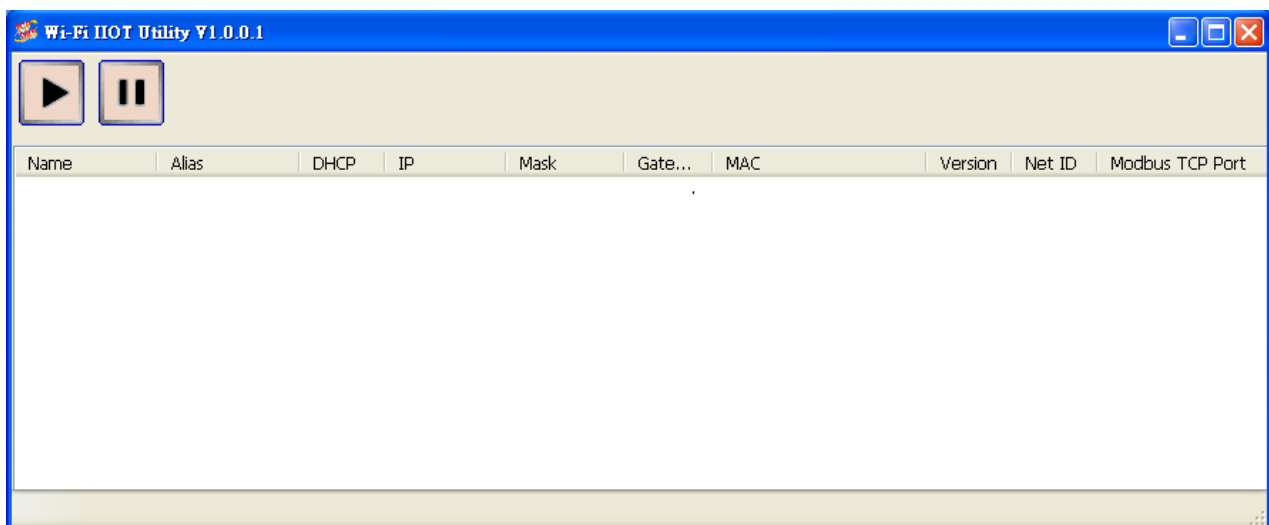 Wi-Fi IIOT Utility V1.0.0.1
Name Alias DHCP IP Mask Gate... MAC Version Net ID Modbus TCP Port